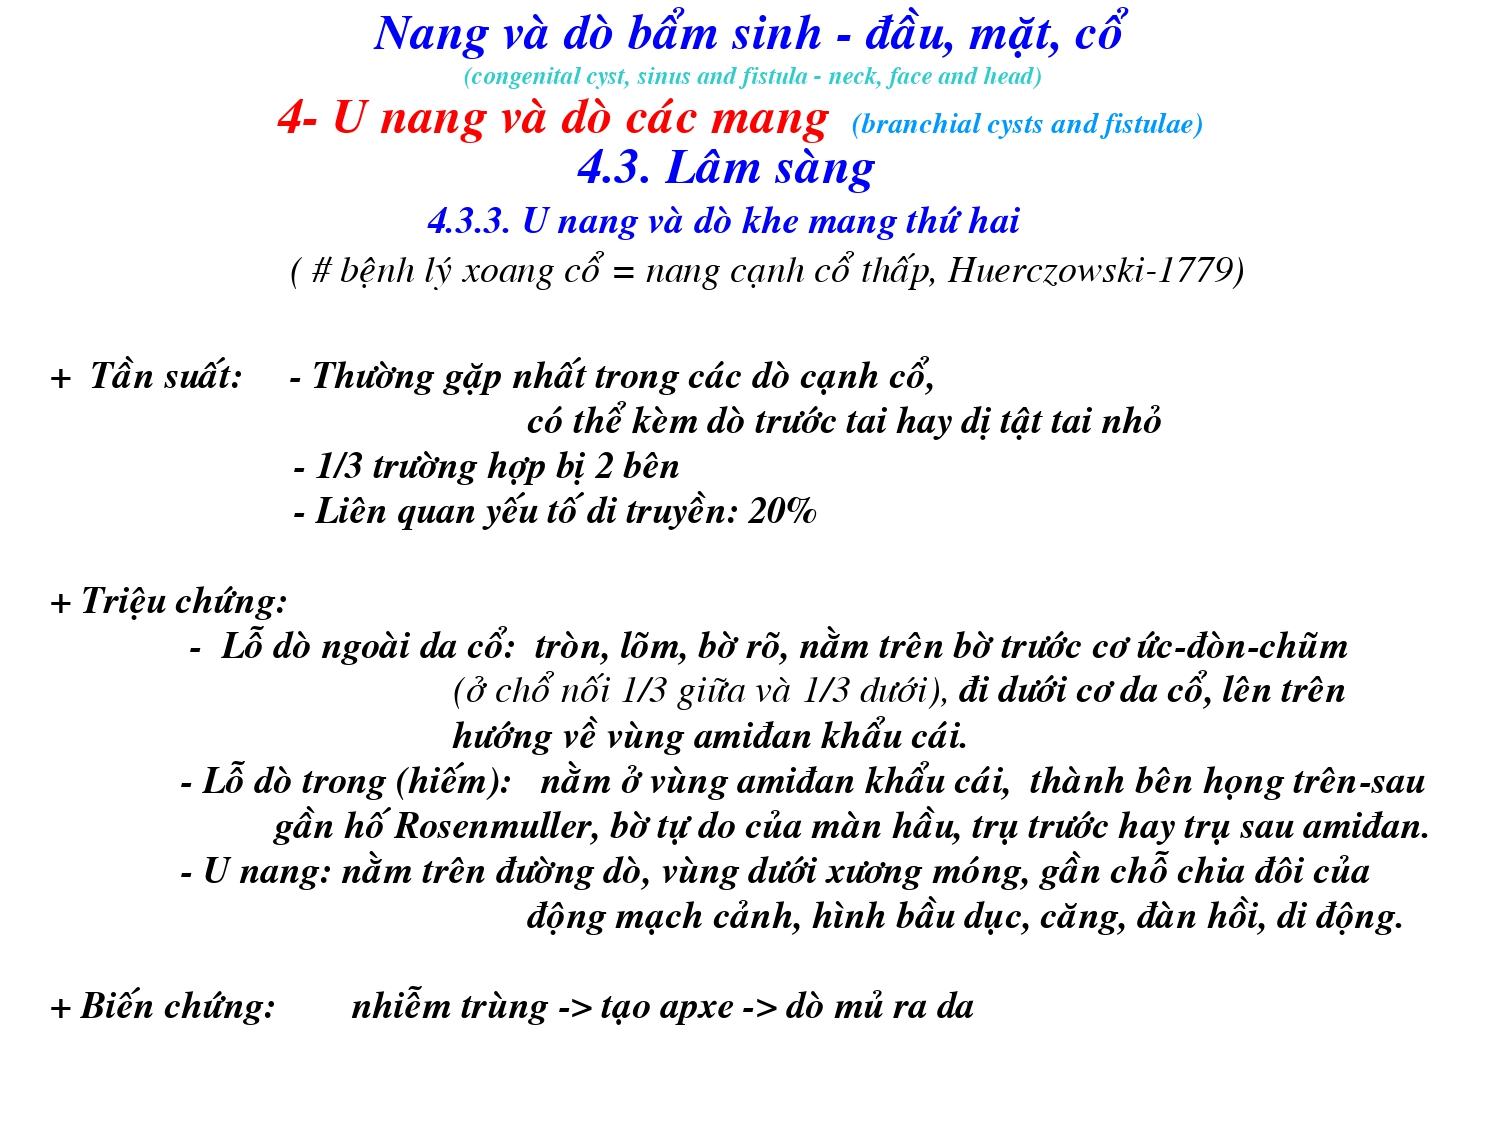 Nang và dò bẩm sinh - đầu, mặt, cổ
(congenital cyst, sinus and fistula - neck, face and head)
4- U nang và dò các mang (branchial cysts and fistulae)
4.3. Lâm sàng
4.3.3. U nang và dò khe mang thứ hai
( # bệnh lý xoang cổ = nang cạnh cổ thấp, Huerczowski-1779)
+ Tần suất: - Thường gặp nhất trong các dò cạnh cổ,
có thể kèm dò trước tai hay dị tật tai nhỏ
- 1/3 trường hợp bị 2 bên
- Liên quan yếu tố di truyền: 20%
+ Triệu chứng:
- Lỗ dò ngoài da cổ: tròn, lõm, bờ rõ, nằm trên bờ trước cơ ức-đòn-chũm
(ở chổ nối 1/3 giữa và 1/3 dưới), đi dưới cơ da cổ, lên trên
hướng về vùng amiđan khẩu cái.
- Lỗ dò trong (hiếm): nằm ở vùng amiđan khẩu cái, thành bên họng trên-sau
gần hố Rosenmuller, bờ tự do của màn hầu, trụ trước hay trụ sau amiđan.
- U nang: nằm trên đường dò, vùng dưới xương móng, gần chỗ chia đôi của
động mạch cảnh, hình bầu dục, căng, đàn hồi, di động.
+ Biến chứng: nhiễm trùng -> tạo apxe -> dò mủ ra da